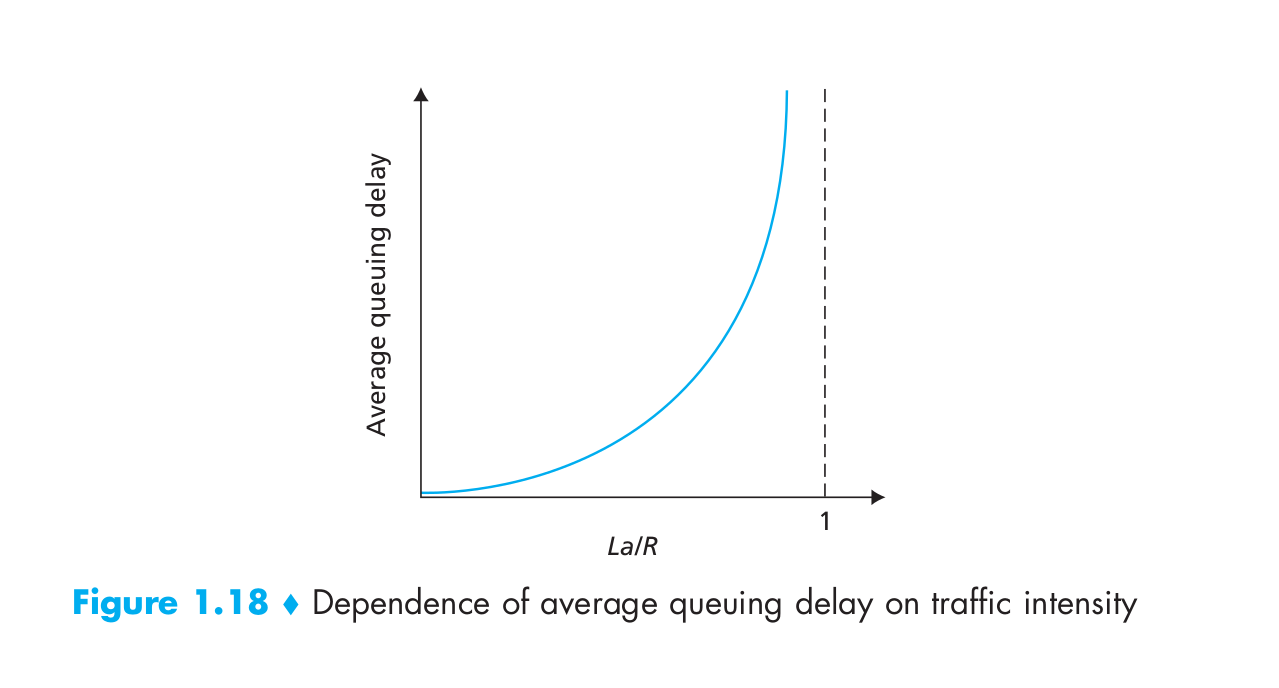 Average queuing delay
1
La/R
Figure 1.18 ♦ Dependence of average queuing delay on traffic intensity